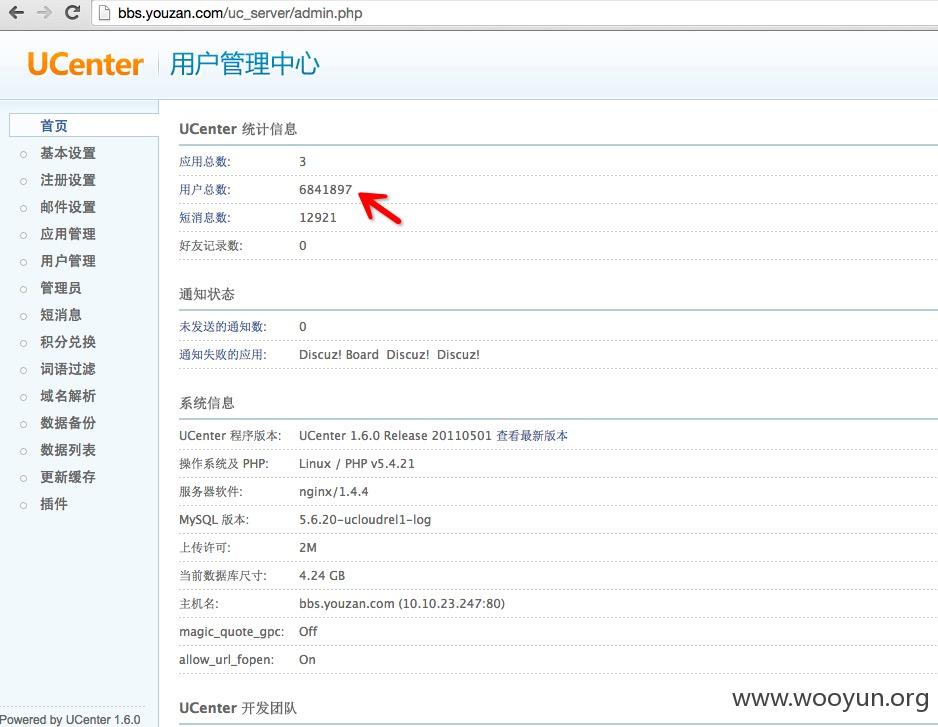 bbs.youzan.com/uc_server/admin.php
UCenter 用户管理中心
首页
基本设置
注册设置
邮件设置
应用管理
用户管理
管理员
短消息
积分兑换
词语过滤
域名解析
数据备份
数据列表
更新缓存
插件
Powered by UCenter 1.6.0
UCenter 统计信息
应用总数: 3
用户总数: 6841897
短消息数: 12921
好友记录数: 0
通知状态
未发送的通知数: 0
通知失败的应用: Discuz! Board Discuz! Discuz!
系统信息
UCenter 程序版本: UCenter 1.6.0 Release 20110501 查看最新版本
操作系统及 PHP: Linux / PHP v5.4.21
服务器软件: nginx/1.4.4
MySQL 版本: 5.6.20-ucloudrel1-log
上传许可: 2M
当前数据库尺寸: 4.24 GB
主机名: bbs.youzan.com (10.10.23.247:80)
magic_quote_gpc: Off
allow_url_fopen: On
UCenter 开发团队
www.wooyun.org